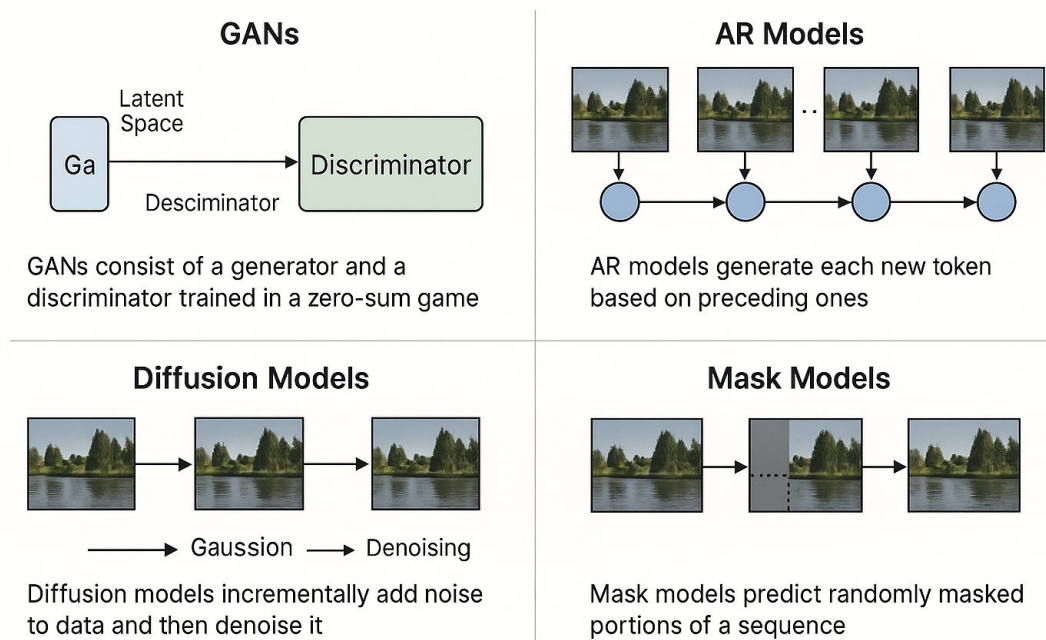 GANs
Latent
Space
Ga
Discriminator
Desciminator
GANs consist of a generator and a
discriminator trained in a zero-sum game
AR Models
AR models generate each new token
based on preceding ones
Diffusion Models
Gaussion
Denoising
Diffusion models incrementally add noise
to data and then denoise it
Mask Models
Mask models predict randomly masked
portions of a sequence